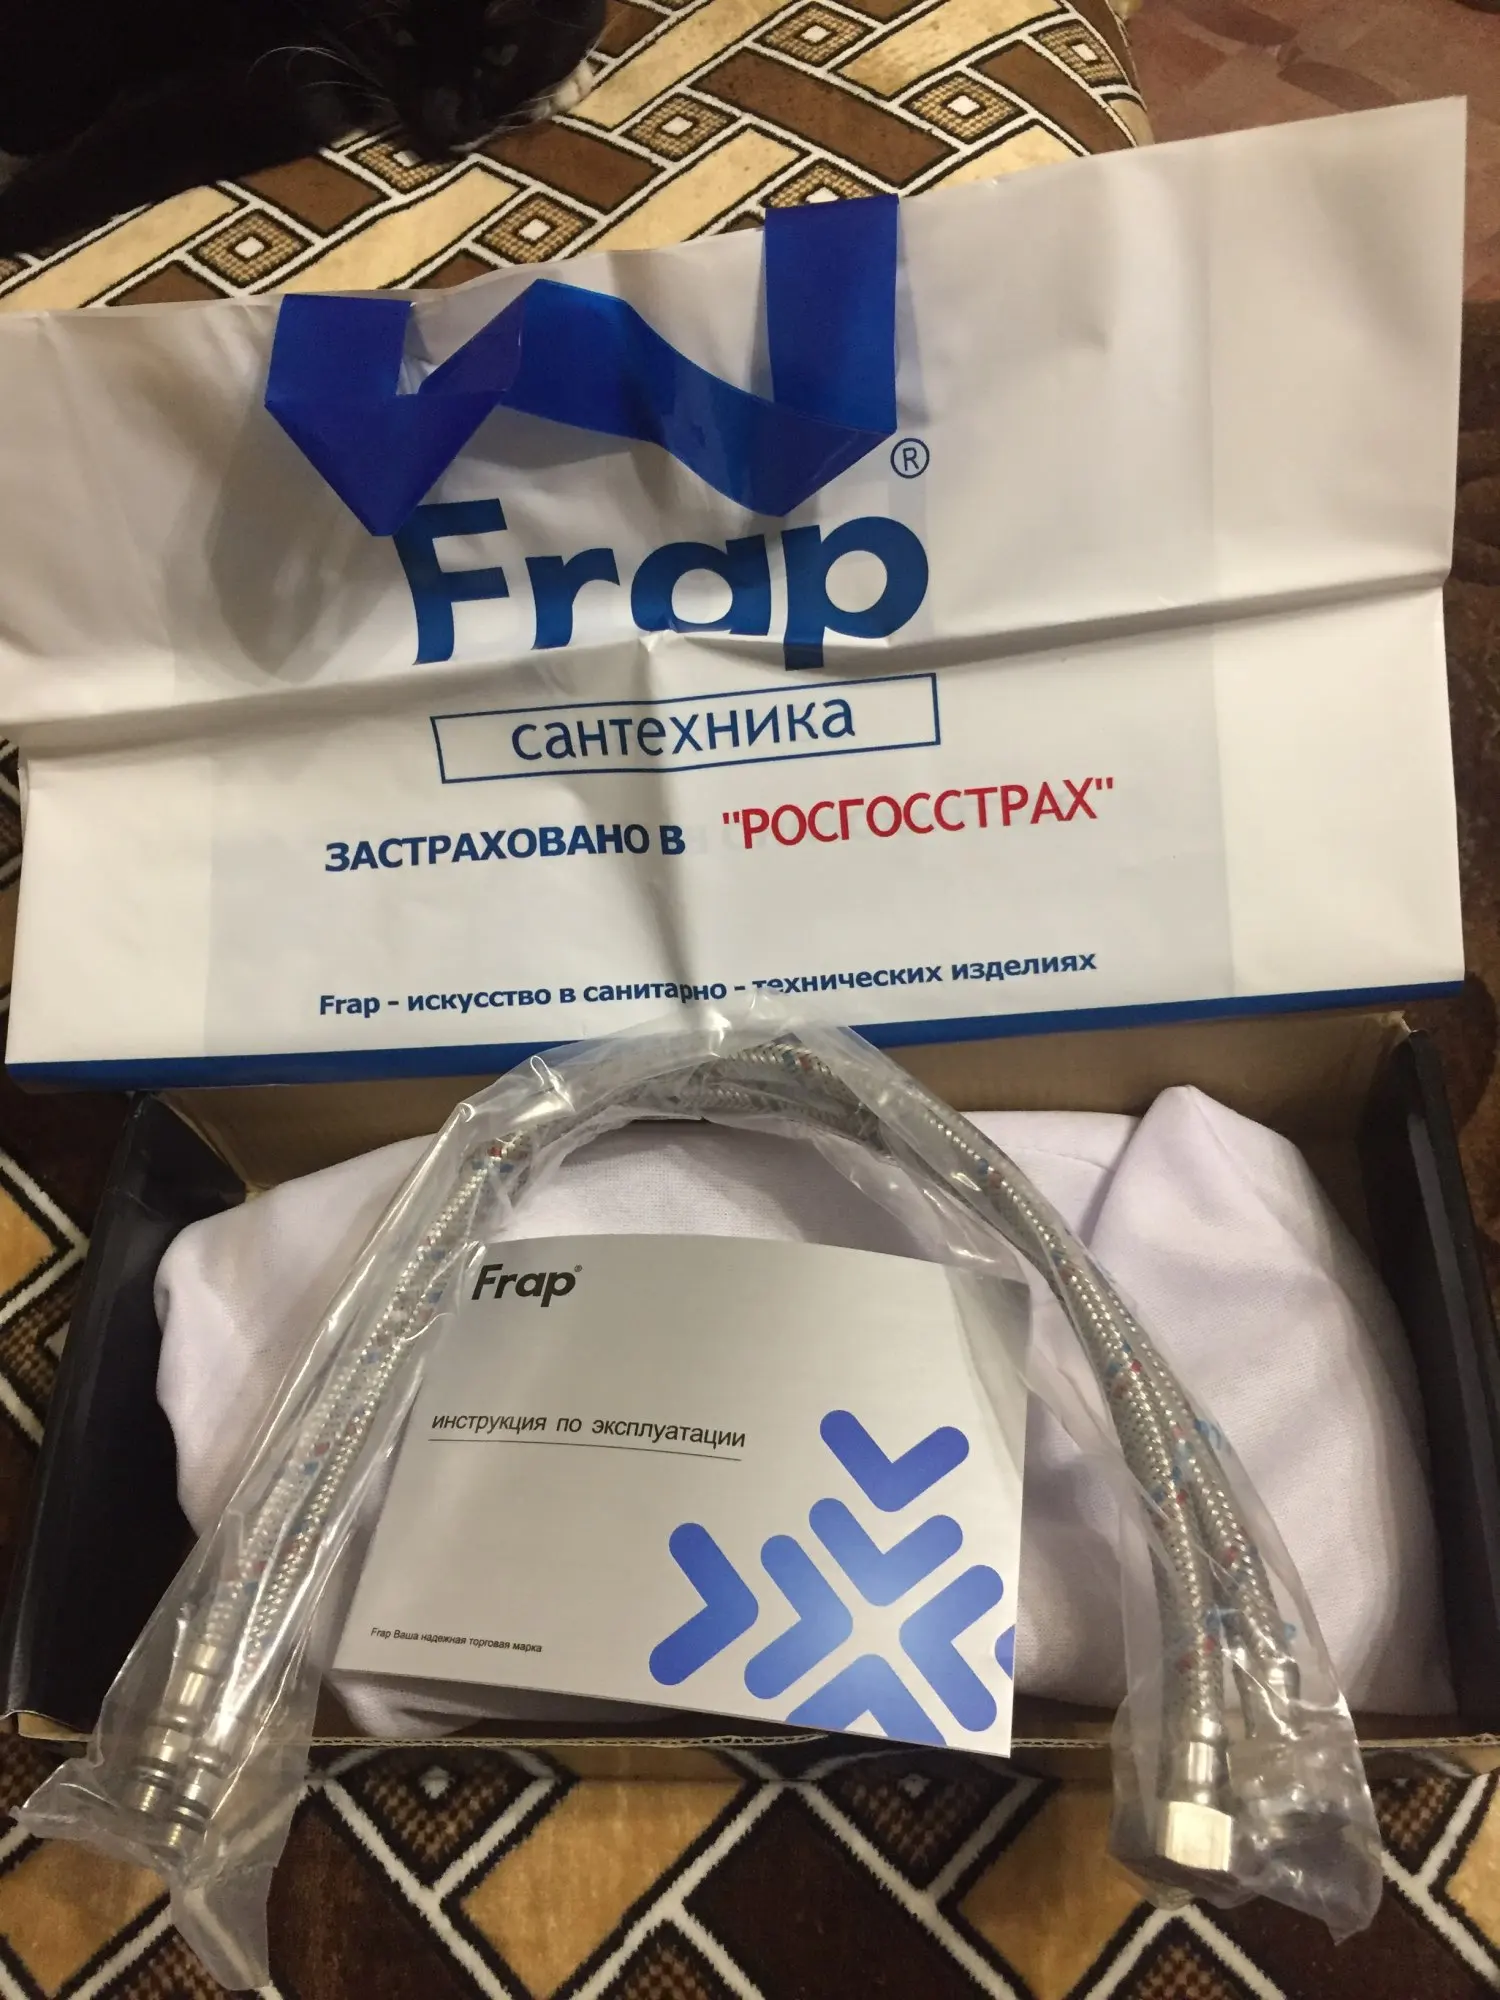 Frap®
сантехника
ЗАСТРАХОВАНО В "РОСГОССТРАХ"
Frap - искусство в санитарно - технических изделиях
Frap®
инструкция по эксплуатации
Frap Ваша надежная торговая марка